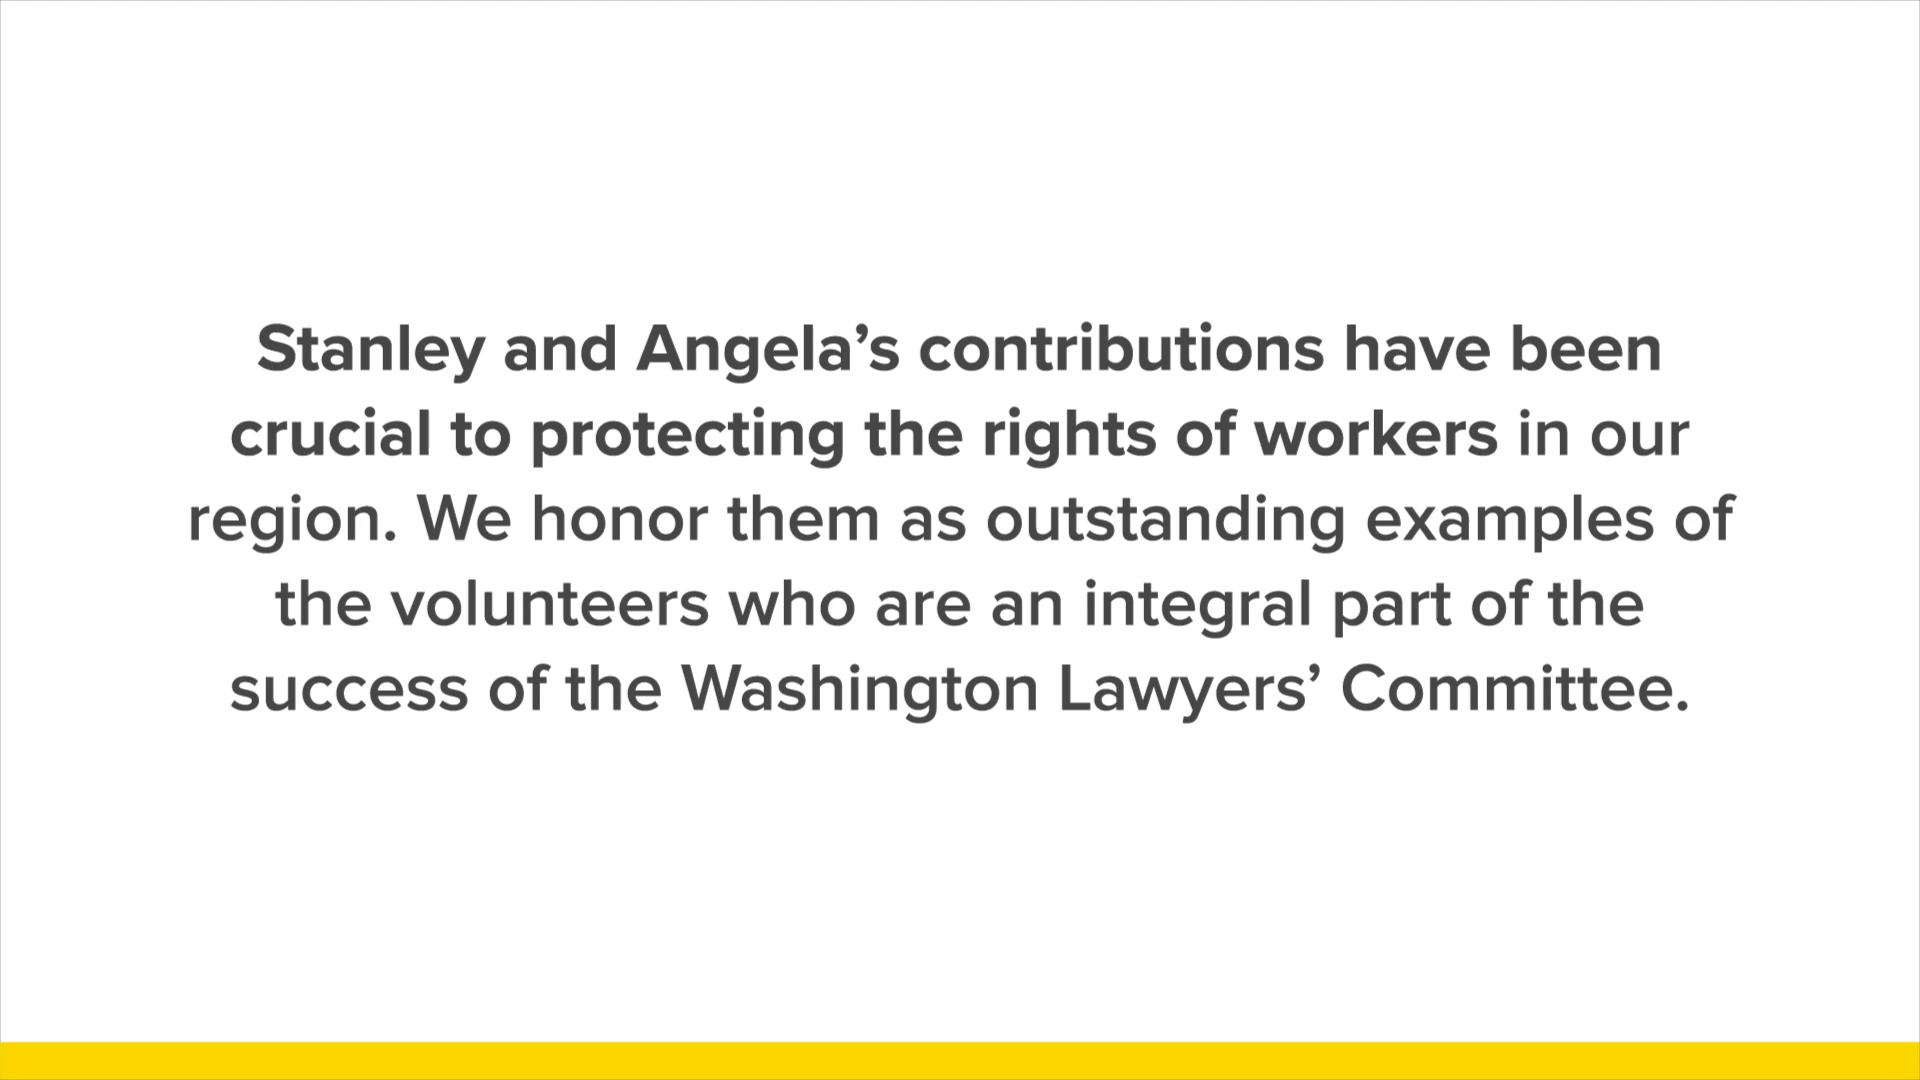 Stanley and Angela’s contributions have been
crucial to protecting the rights of workers in our
region. We honor them as outstanding examples of
the volunteers who are an integral part of the
success of the Washington Lawyers’ Committee.